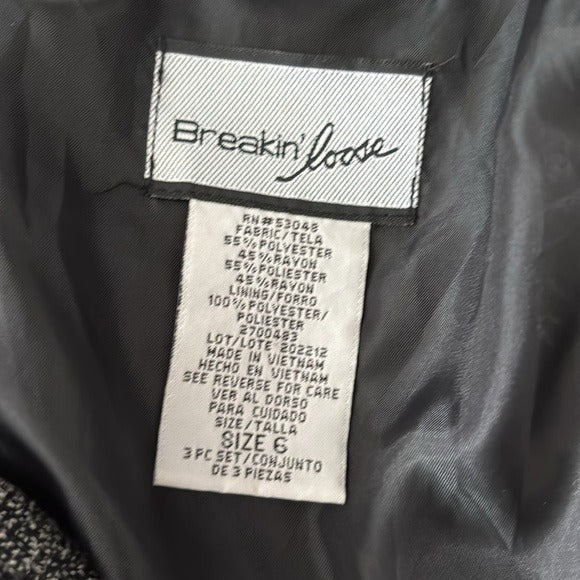 Breakin' loose
RN#53048
FABRIC/TELA
55%POLYESTER
45%RAYON
55%POLIESTER
45%RAYON
LINING/FORRO
100%POLYESTER/
POLIESTER
2700483
LOT/LOTE 202212
MADE IN VIETNAM
HECHO EN VIETNAM
SEE REVERSE FOR CARE
VER AL DORSO
PARA CUIDADO
SIZE/TALLA
SIZE 6
3 PC SET/CONJUNTO
DE 3 PIEZAS